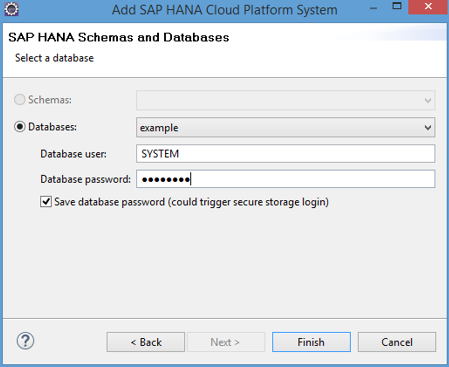 Add SAP HANA Cloud Platform System
SAP HANA Schemas and Databases
Select a database
Schemas:
Databases: example
Database user: SYSTEM
Database password: ●●●●●●●●
Save database password (could trigger secure storage login)
? < Back Next > Finish Cancel